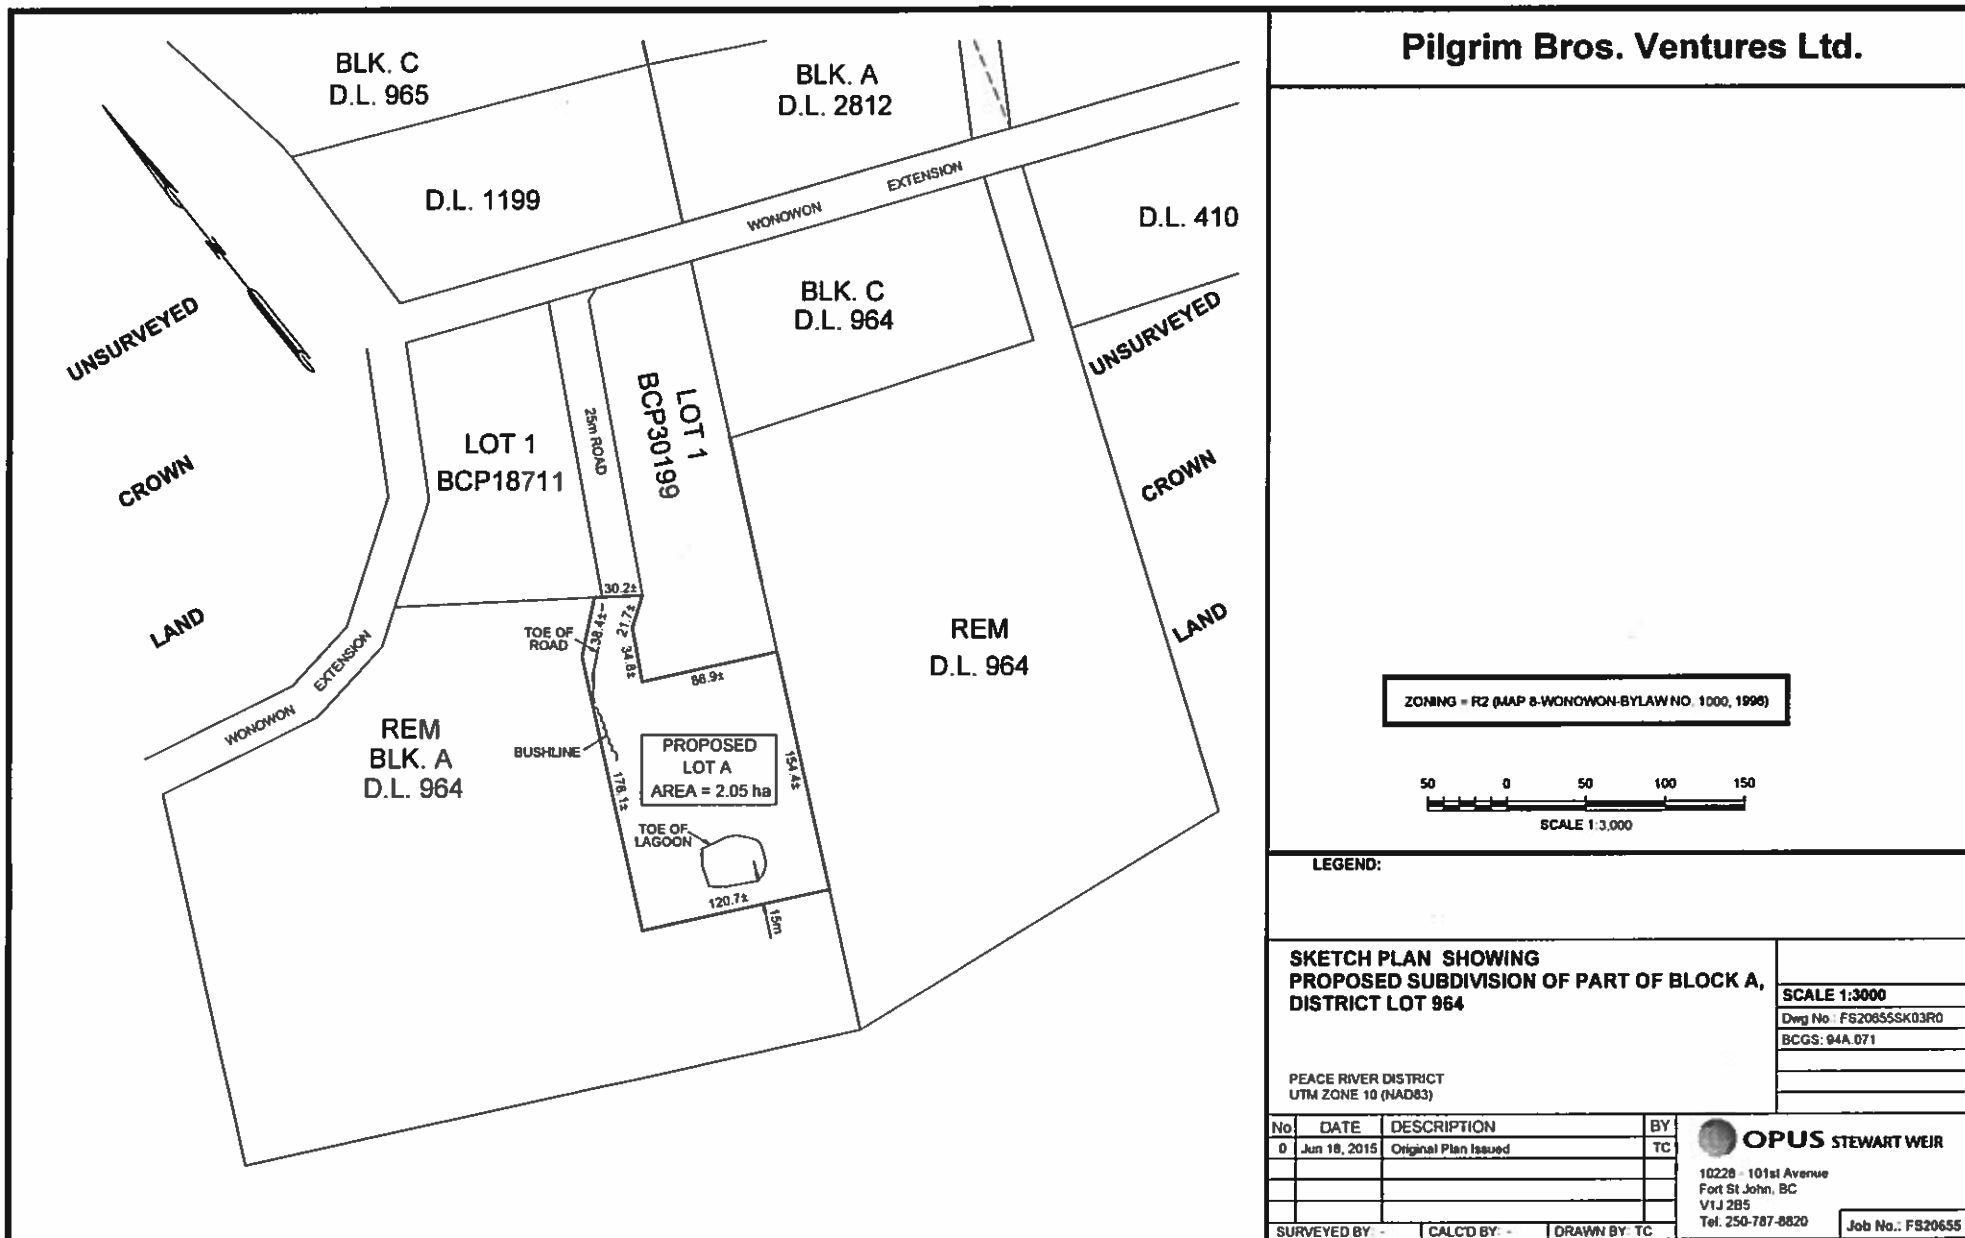 Pilgrim Bros. Ventures Ltd.
BLK. C
D.L. 965
BLK. A
D.L. 2812
D.L. 1199
WONOWON
EXTENSION
D.L. 410
BLK. C
D.L. 964
UNSURVEYED
CROWN
LAND
UNSURVEYED
CROWN
LAND
LOT 1
BCP18711
25m ROAD
LOT 1
BCP30199
30.2±
38.4±
21.7±
34.8±
TOE OF
ROAD
86.9±
REM
D.L. 964
WONOWON
EXTENSION
REM
BLK. A
D.L. 964
BUSHLINE
PROPOSED
LOT A
AREA = 2.05 ha
154.4±
178.1±
TOE OF
LAGOON
120.7±
15m
ZONING = R2 (MAP 8-WONOWON-BYLAW NO. 1000, 1996)
50 0 50 100 150
SCALE 1:3,000
LEGEND:
SKETCH PLAN SHOWING
PROPOSED SUBDIVISION OF PART OF BLOCK A,
DISTRICT LOT 964
PEACE RIVER DISTRICT
UTM ZONE 10 (NAD83)
SCALE 1:3000
Dwg No: FS20655SK03R0
BCGS: 94A.071
No DATE DESCRIPTION BY
0 Jun 18, 2015 Original Plan Issued TC
SURVEYED BY: - CALC'D BY: - DRAWN BY: TC
OPUS STEWART WEIR
10228 - 101st Avenue
Fort St John, BC
V1J 2B5
Tel: 250-787-8820
Job No.: FS20655